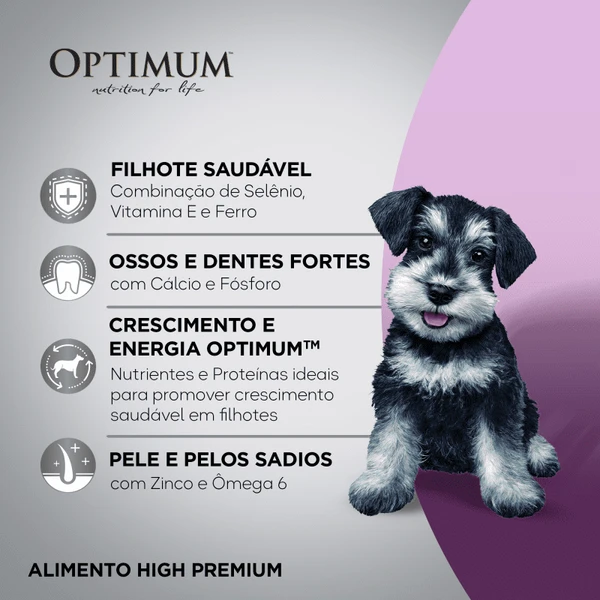 OPTIMUM™
nutrition for life
FILHOTE SAUDÁVEL
Combinação de Selênio,
Vitamina E e Ferro
OSSOS E DENTES FORTES
com Cálcio e Fósforo
CRESCIMENTO E
ENERGIA OPTIMUM™
Nutrientes e Proteínas ideais
para promover crescimento
saudável em filhotes
PELE E PELOS SADIOS
com Zinco e Ômega 6
ALIMENTO HIGH PREMIUM